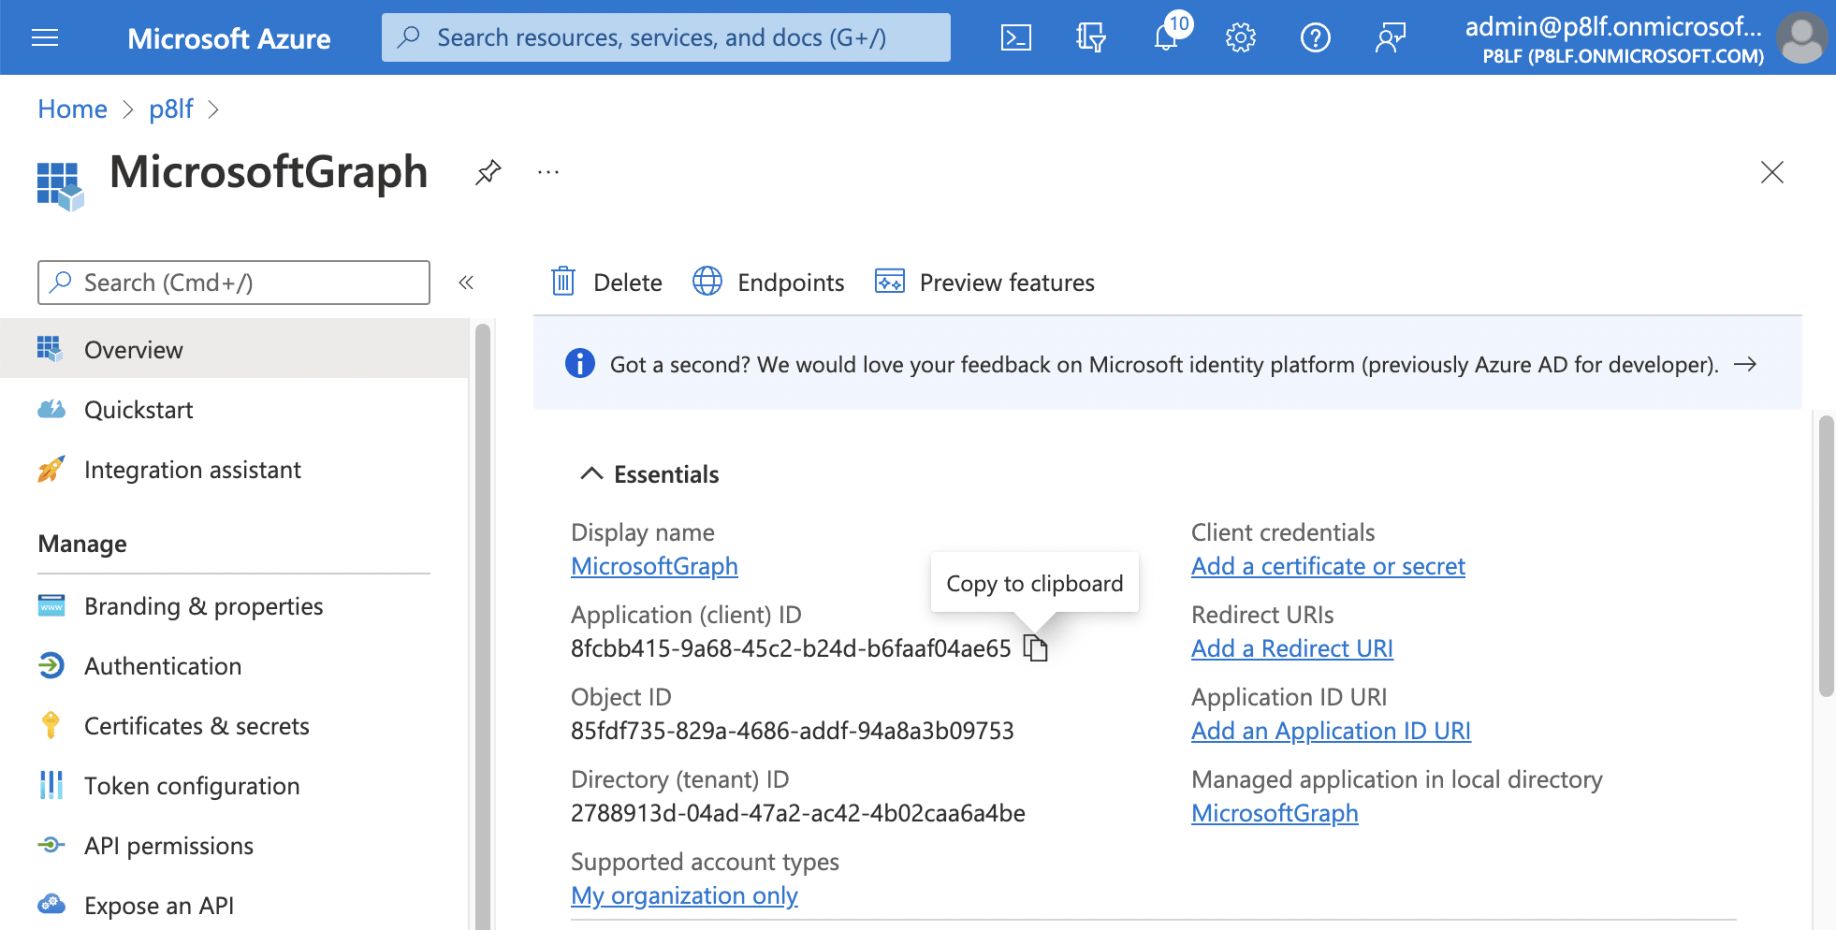 Microsoft Azure
Search resources, services, and docs (G+/)
10
admin@p8lf.onmicrosof...
P8LF (P8LF.ONMICROSOFT.COM)
Home > p8lf >
MicrosoftGraph
...
Search (Cmd+/)
«
Overview
Quickstart
Integration assistant
Manage
Branding & properties
Authentication
Certificates & secrets
Token configuration
API permissions
Expose an API
Delete
Endpoints
Preview features
Got a second? We would love your feedback on Microsoft identity platform (previously Azure AD for developer). →
Essentials
Display name
MicrosoftGraph
Copy to clipboard
Application (client) ID
8fcbb415-9a68-45c2-b24d-b6faaf04ae65
Object ID
85fdf735-829a-4686-addf-94a8a3b09753
Directory (tenant) ID
2788913d-04ad-47a2-ac42-4b02caa6a4be
Supported account types
My organization only
Client credentials
Add a certificate or secret
Redirect URIs
Add a Redirect URI
Application ID URI
Add an Application ID URI
Managed application in local directory
MicrosoftGraph